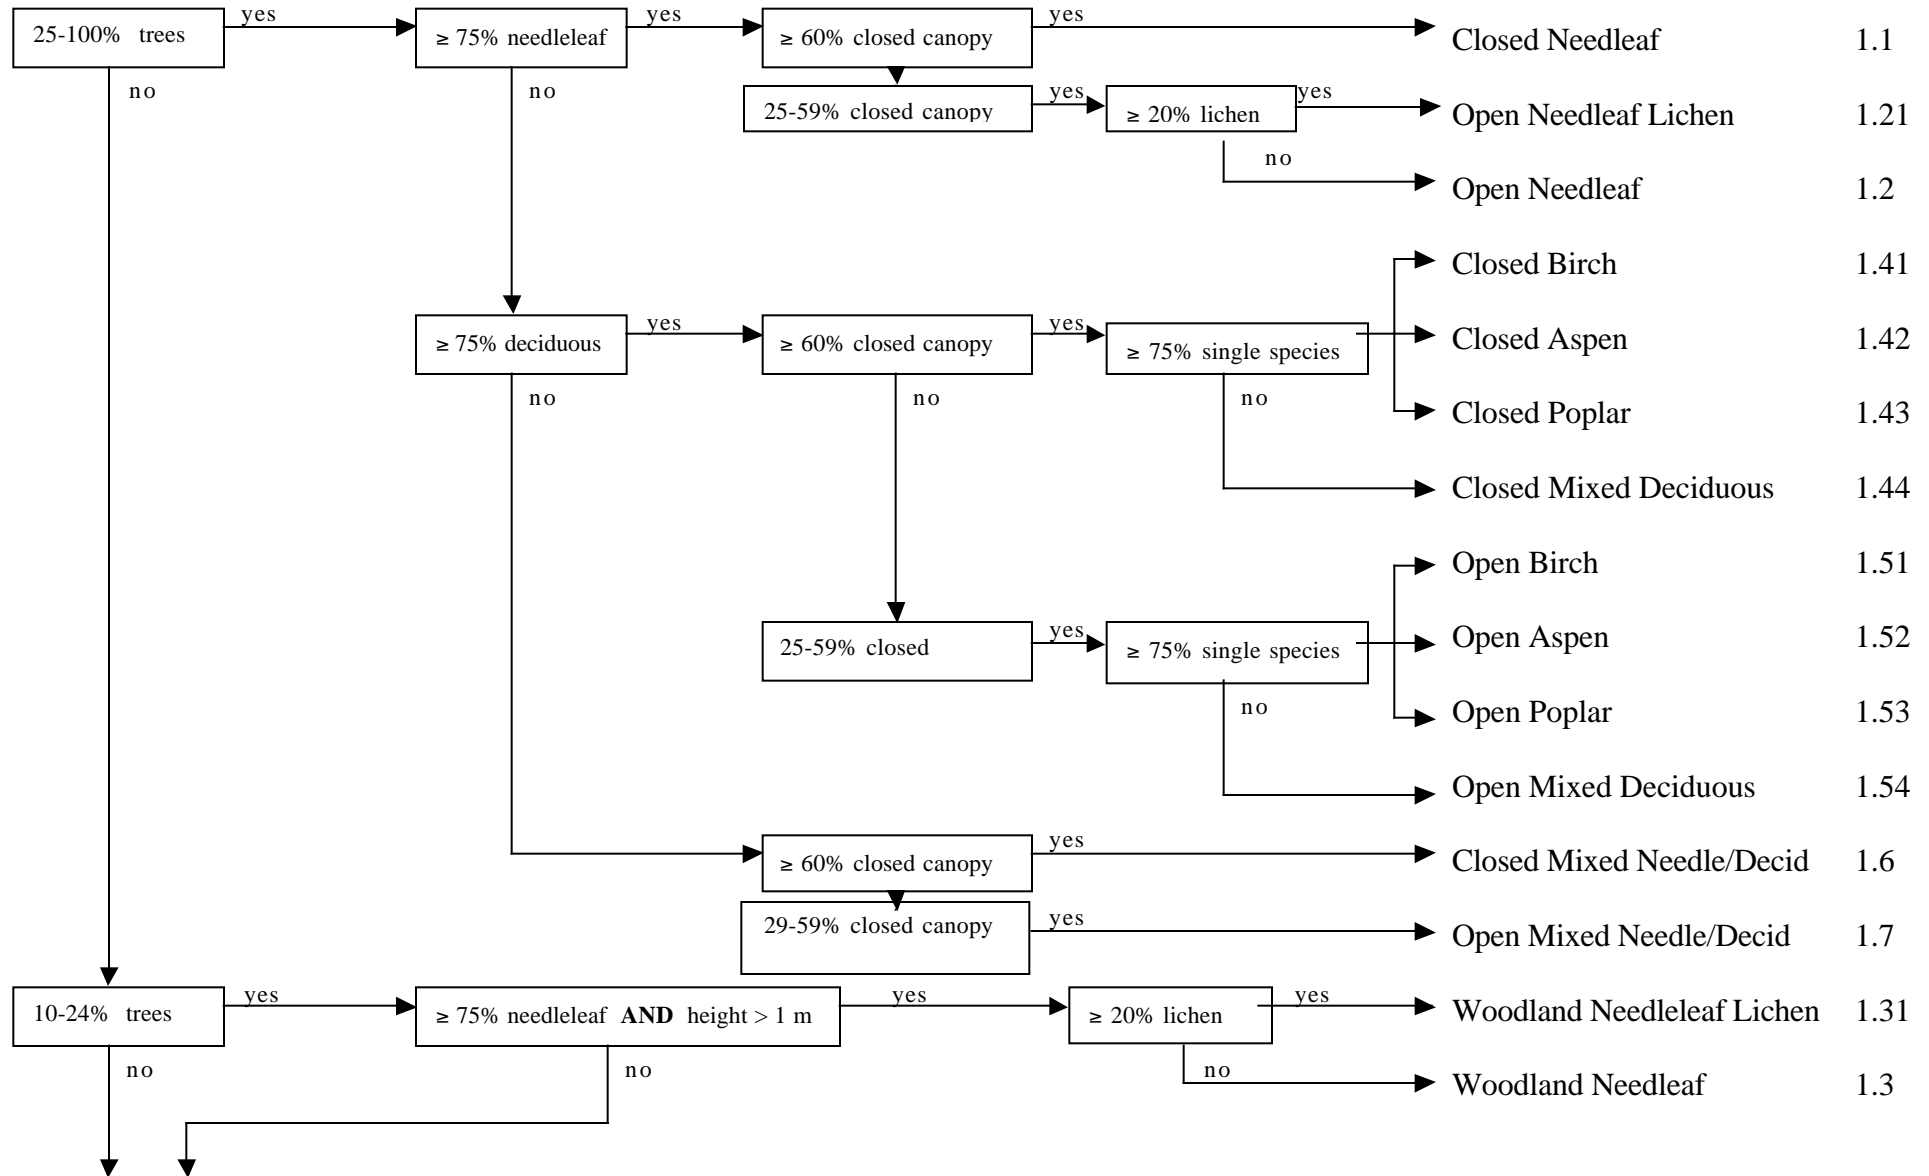 yes yes yes
25-100% trees ≥ 75% needleleaf ≥ 60% closed canopy Closed Needleaf 1.1
no no yes yes
25-59% closed canopy ≥ 20% lichen Open Needleaf Lichen 1.21
no
Open Needleaf 1.2
Closed Birch 1.41
yes yes
≥ 75% deciduous ≥ 60% closed canopy ≥ 75% single species Closed Aspen 1.42
no no no
Closed Poplar 1.43
Closed Mixed Deciduous 1.44
Open Birch 1.51
yes
25-59% closed ≥ 75% single species Open Aspen 1.52
no
Open Poplar 1.53
Open Mixed Deciduous 1.54
yes
≥ 60% closed canopy Closed Mixed Needle/Decid 1.6
yes
29-59% closed canopy Open Mixed Needle/Decid 1.7
yes yes yes
10-24% trees ≥ 75% needleleaf AND height > 1 m ≥ 20% lichen Woodland Needleleaf Lichen 1.31
no no no
Woodland Needleaf 1.3